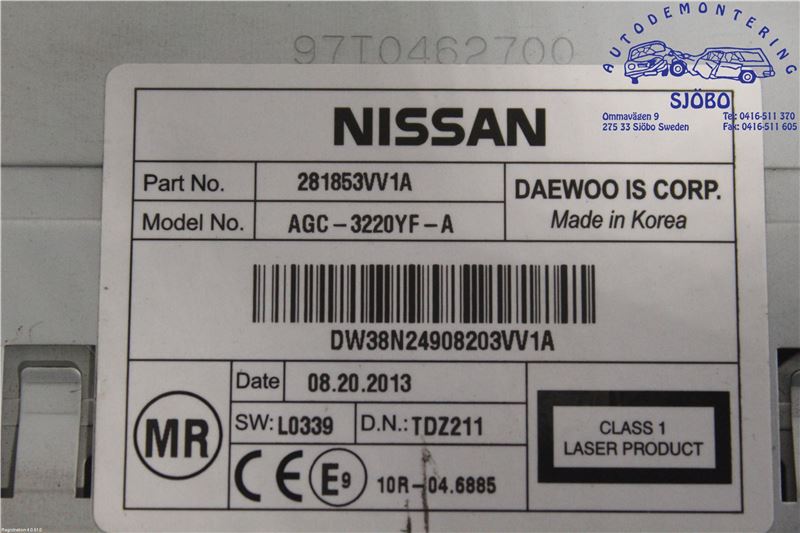 97T0462700
AUTODEMONTERING
SJÖBO
Ommavägen 9 Tel: 0416-511 370
275 33 Sjöbo Sweden Fax: 0416-511 605
NISSAN
Part No. 281853VV1A
DAEWOO IS CORP.
Model No. AGC-3220YF-A
Made in Korea
DW38N24908203VV1A
MR
Date 08.20.2013
SW: L0339 D.N.: TDZ211
CE E9 10R-04.6885
CLASS 1
LASER PRODUCT